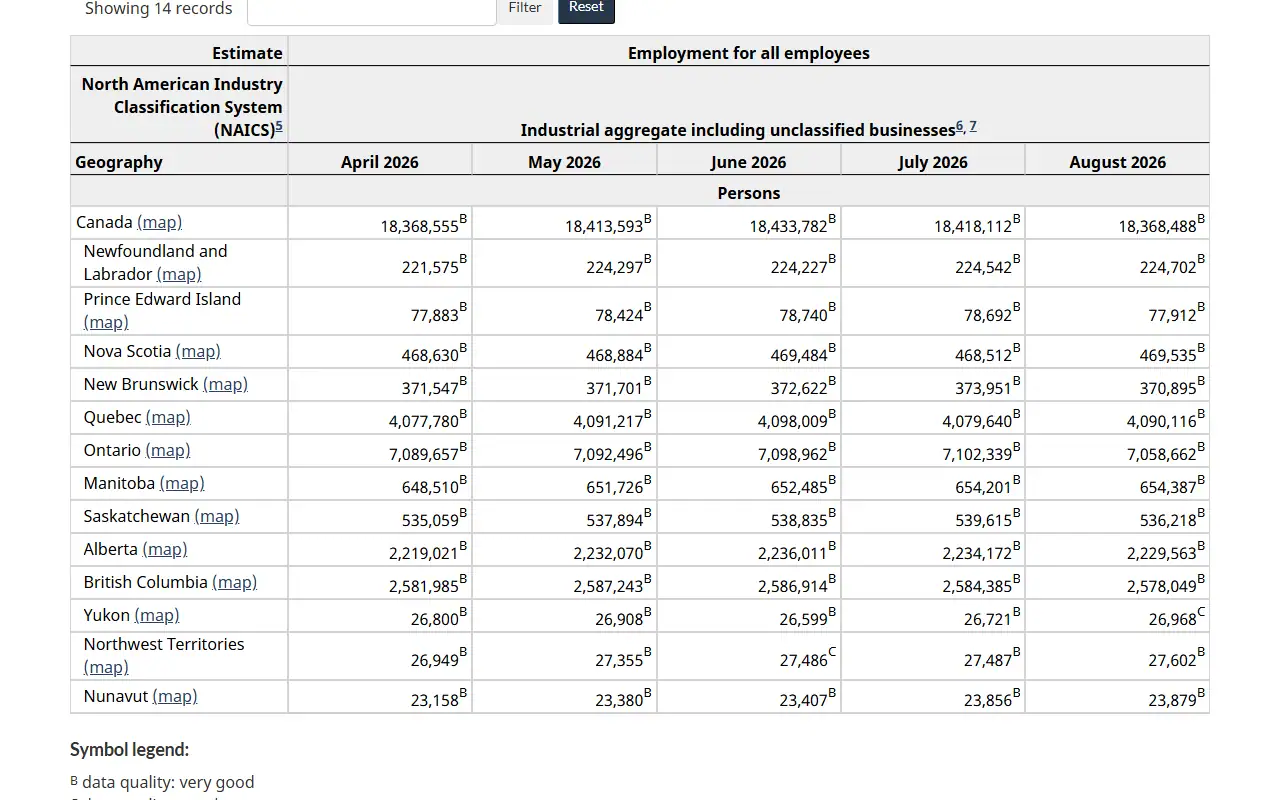 Showing 14 records
Filter
Reset
Estimate Employment for all employees
North American Industry
Classification System
(NAICS)5 Industrial aggregate including unclassified businesses6, 7
Geography April 2026 May 2026 June 2026 July 2026 August 2026
Persons
Canada (map) 18,368,555B 18,413,593B 18,433,782B 18,418,112B 18,368,488B
Newfoundland and
Labrador (map) 221,575B 224,297B 224,227B 224,542B 224,702B
Prince Edward Island
(map) 77,883B 78,424B 78,740B 78,692B 77,912B
Nova Scotia (map) 468,630B 468,884B 469,484B 468,512B 469,535B
New Brunswick (map) 371,547B 371,701B 372,622B 373,951B 370,895B
Quebec (map) 4,077,780B 4,091,217B 4,098,009B 4,079,640B 4,090,116B
Ontario (map) 7,089,657B 7,092,496B 7,098,962B 7,102,339B 7,058,662B
Manitoba (map) 648,510B 651,726B 652,485B 654,201B 654,387B
Saskatchewan (map) 535,059B 537,894B 538,835B 539,615B 536,218B
Alberta (map) 2,219,021B 2,232,070B 2,236,011B 2,234,172B 2,229,563B
British Columbia (map) 2,581,985B 2,587,243B 2,586,914B 2,584,385B 2,578,049B
Yukon (map) 26,800B 26,908B 26,599B 26,721B 26,968C
Northwest Territories
(map) 26,949B 27,355B 27,486C 27,487B 27,602B
Nunavut (map) 23,158B 23,380B 23,407B 23,856B 23,879B
Symbol legend:
B data quality: very good